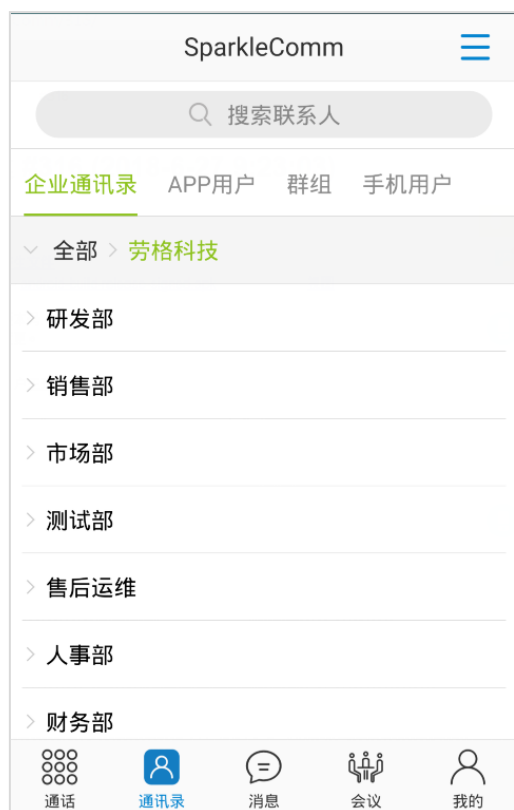 SparkleComm
搜索联系人
企业通讯录 APP用户 群组 手机用户
全部 劳格科技
研发部
销售部
市场部
测试部
售后运维
人事部
财务部
通话 通讯录 消息 会议 我的